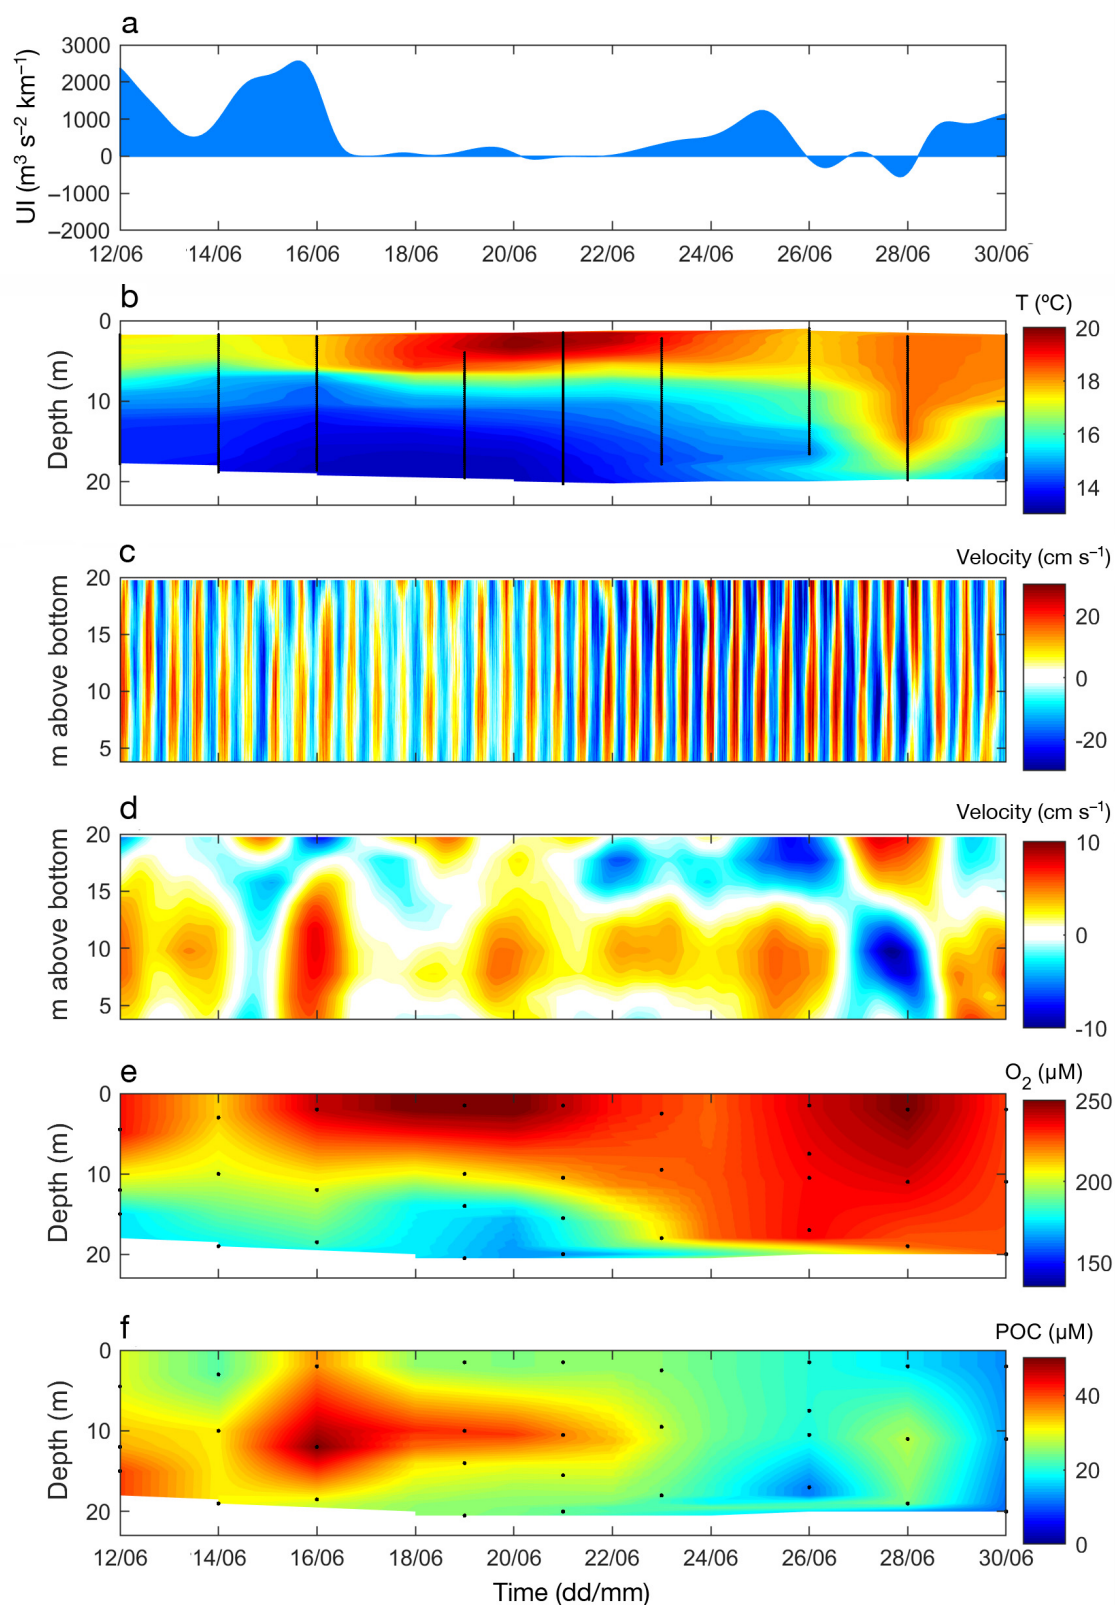 a
UI (m³ s⁻² km⁻¹)
3000
2000
1000
0
−1000
−2000
12/06 14/06 16/06 18/06 20/06 22/06 24/06 26/06 28/06 30/06
b
T (ºC)
Depth (m)
0
10
20
20
18
16
14
c
Velocity (cm s⁻¹)
m above bottom
20
15
10
5
20
0
-20
d
Velocity (cm s⁻¹)
m above bottom
20
15
10
5
10
5
0
-5
-10
e
O₂ (µM)
Depth (m)
0
10
20
250
200
150
f
POC (µM)
Depth (m)
0
10
20
40
20
10
0
12/06 14/06 16/06 18/06 20/06 22/06 24/06 26/06 28/06 30/06
Time (dd/mm)